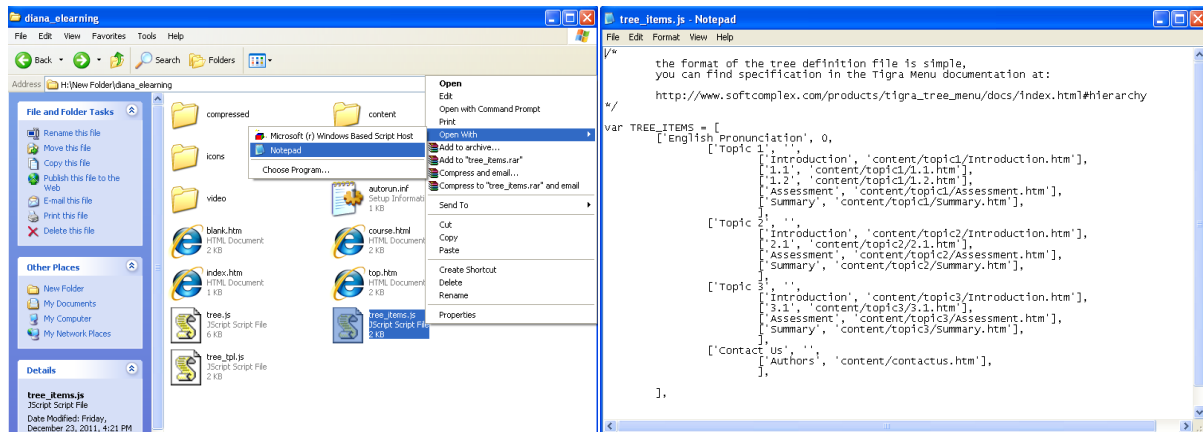 diana_elearning
File Edit View Favorites Tools Help
Back Search Folders
Address H:\New Folder\diana_elearning
File and Folder Tasks
Rename this file
Move this file
Copy this file
Publish this file to the
Web
E-mail this file
Print this file
Delete this file
Other Places
New Folder
My Documents
My Computer
My Network Places
Details
tree_items.js
JScript Script File
Date Modified: Friday,
December 23, 2011, 4:21 PM
compressed
content
icons
video
autorun.inf
Setup Informati
1 KB
blank.htm
HTML Document
2 KB
course.html
HTML Document
2 KB
index.htm
HTML Document
1 KB
top.htm
HTML Document
2 KB
tree.js
JScript Script File
6 KB
tree_items.js
JScript Script File
2 KB
tree_tpl.js
JScript Script File
2 KB
Microsoft (r) Windows Based Script Host
Notepad
Choose Program...
Open
Edit
Open with Command Prompt
Print
Open With
Add to archive...
Add to "tree_items.rar"
Compress and email...
Compress to "tree_items.rar" and email
Send To
Cut
Copy
Paste
Create Shortcut
Delete
Rename
Properties
tree_items.js - Notepad
File Edit Format View Help
/*
the format of the tree definition file is simple,
you can find specification in the Tigra Menu documentation at:
http://www.softcomplex.com/products/tigra_tree_menu/docs/index.html#hierarchy
*/
var TREE_ITEMS = [
['English Pronunciation', 0,
['Topic 1', '',
['Introduction', 'content/topic1/Introduction.htm'],
['1.1', 'content/topic1/1.1.htm'],
['1.2', 'content/topic1/1.2.htm'],
['Assessment', 'content/topic1/Assessment.htm'],
['Summary', 'content/topic1/Summary.htm'],
],
['Topic 2', '',
['Introduction', 'content/topic2/Introduction.htm'],
['2.1', 'content/topic2/2.1.htm'],
['Assessment', 'content/topic2/Assessment.htm'],
['Summary', 'content/topic2/Summary.htm'],
],
['Topic 3', '',
['Introduction', 'content/topic3/Introduction.htm'],
['3.1', 'content/topic3/3.1.htm'],
['Assessment', 'content/topic3/Assessment.htm'],
['Summary', 'content/topic3/Summary.htm'],
],
['Contact Us', '',
['Authors', 'content/contactus.htm'],
],
],